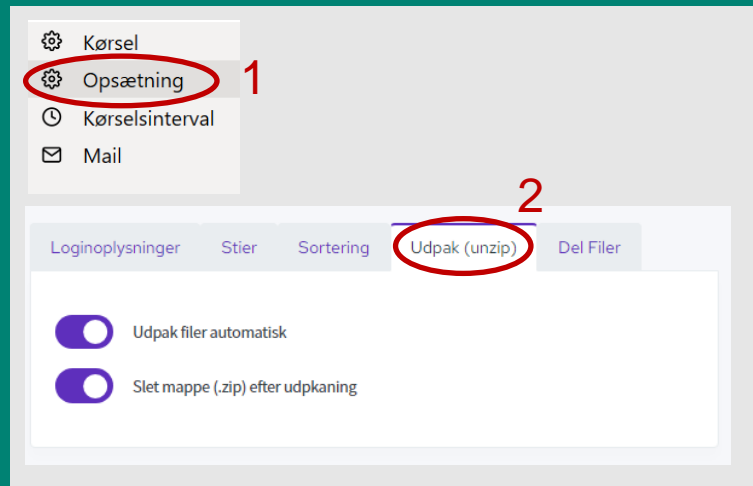 Kørsel
Opsætning 1
Kørselsinterval
Mail
2
Loginoplysninger Stier Sortering Udpak (unzip) Del Filer
Udpak filer automatisk
Slet mappe (.zip) efter udpkaning